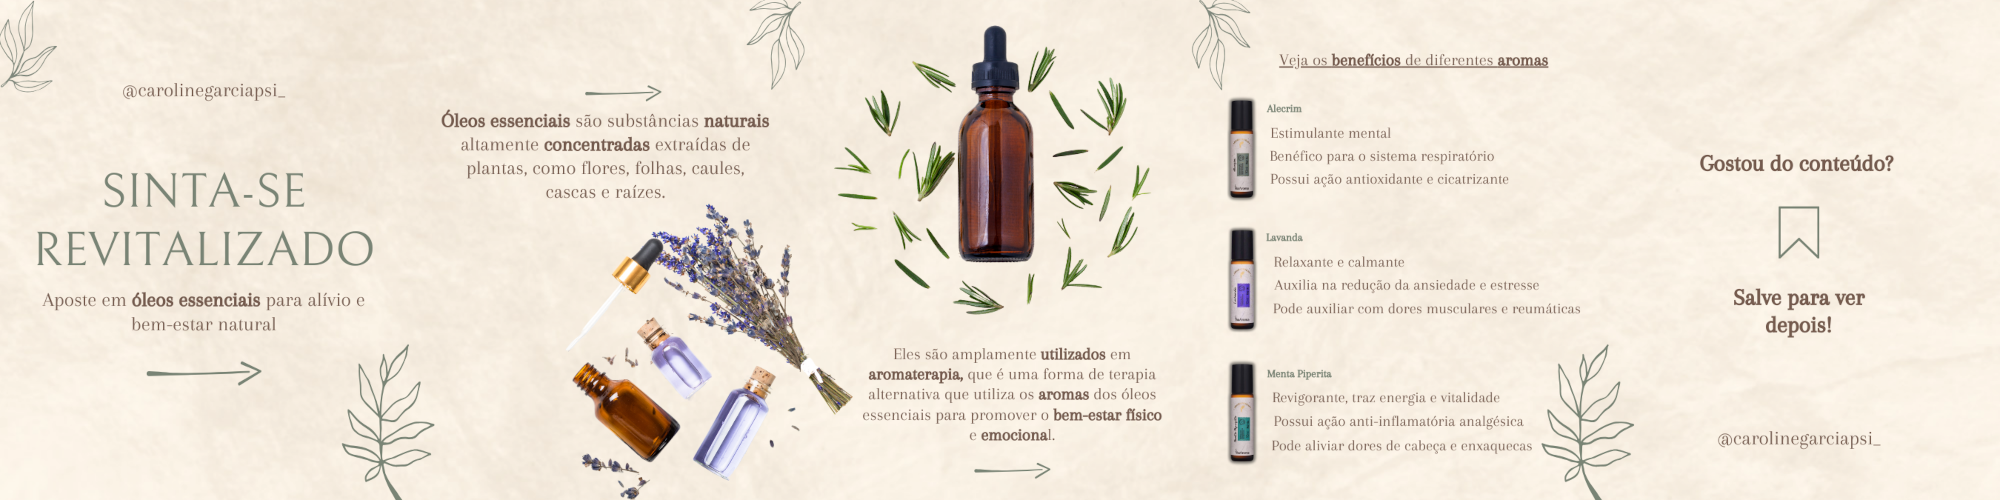 @carolinegarciapsi_
SINTA-SE
REVITALIZADO
Aposte em óleos essenciais para alívio e
bem-estar natural
Óleos essenciais são substâncias naturais
altamente concentradas extraídas de
plantas, como flores, folhas, caules,
cascas e raízes.
Eles são amplamente utilizados em
aromaterapia, que é uma forma de terapia
alternativa que utiliza os aromas dos óleos
essenciais para promover o bem-estar físico
e emocional.
Veja os benefícios de diferentes aromas
Alecrim
Estimulante mental
Benéfico para o sistema respiratório
Possui ação antioxidante e cicatrizante
Lavanda
Relaxante e calmante
Auxilia na redução da ansiedade e estresse
Pode auxiliar com dores musculares e reumáticas
Menta Piperita
Revigorante, traz energia e vitalidade
Possui ação anti-inflamatória analgésica
Pode aliviar dores de cabeça e enxaquecas
Gostou do conteúdo?
Salve para ver
depois!
@carolinegarciapsi_